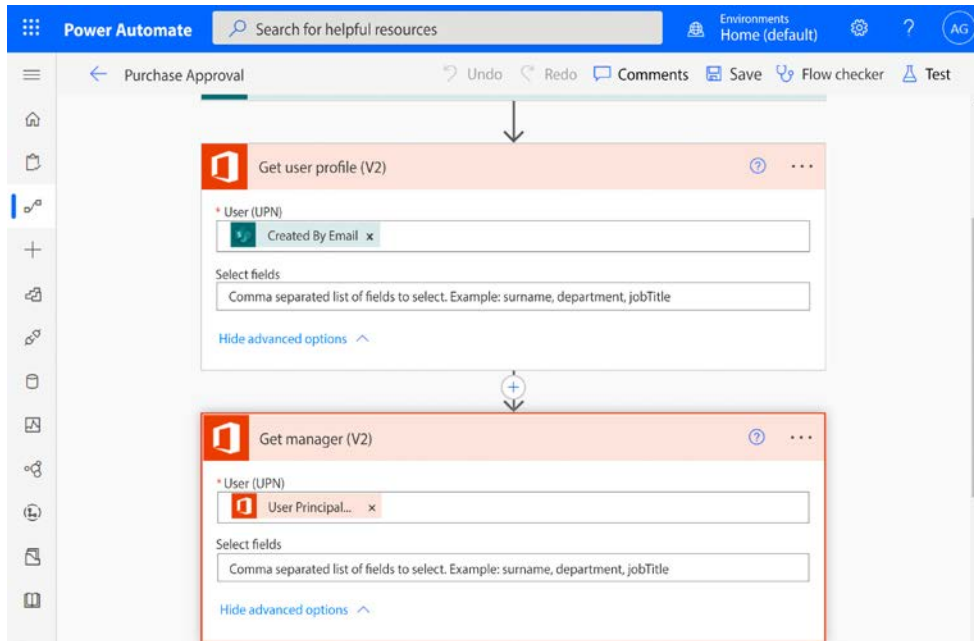 Power Automate
Search for helpful resources
Environments
Home (default)
?
AG
Purchase Approval
Undo
Redo
Comments
Save
Flow checker
Test
Get user profile (V2)
?
...
* User (UPN)
Created By Email x
Select fields
Comma separated list of fields to select. Example: surname, department, jobTitle
Hide advanced options
Get manager (V2)
?
...
* User (UPN)
User Principal... x
Select fields
Comma separated list of fields to select. Example: surname, department, jobTitle
Hide advanced options